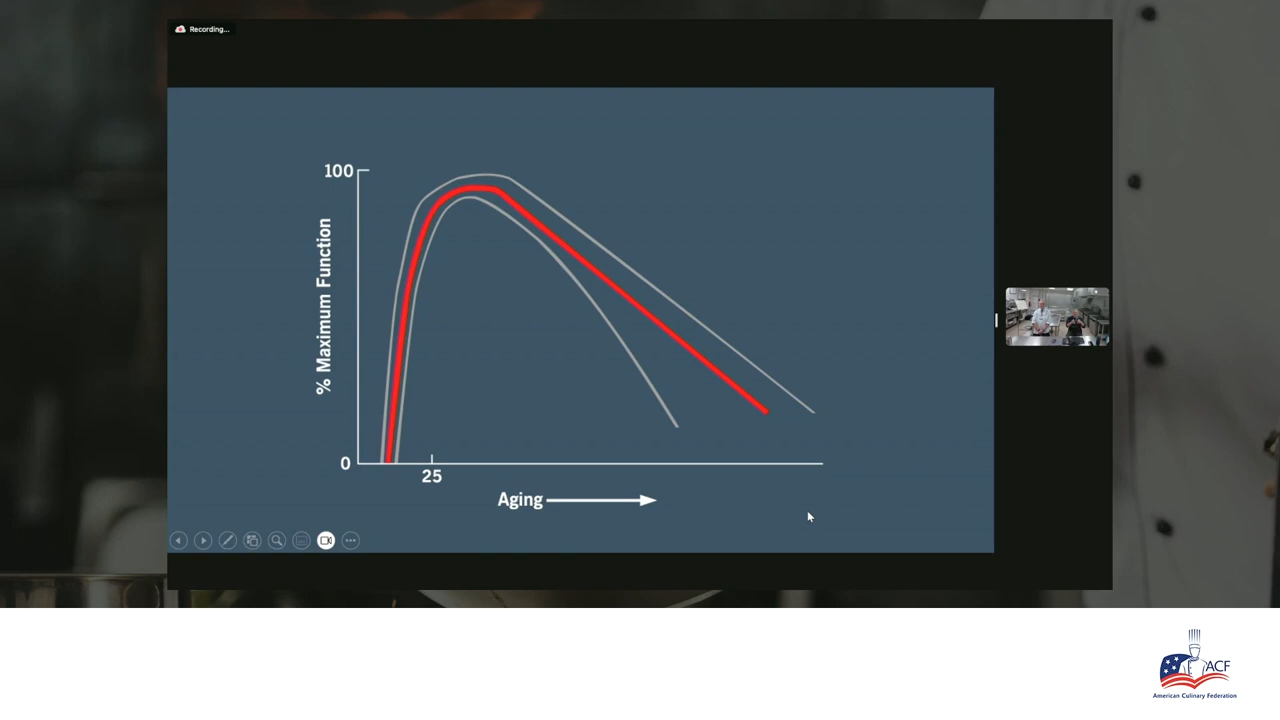 Recording...
100
% Maximum Function
0
25
Aging
ACF
American Culinary Federation